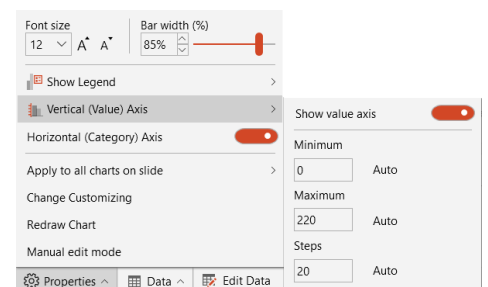 Font size Bar width (%)
12 A A 85%
Show Legend
Vertical (Value) Axis
Horizontal (Category) Axis
Apply to all charts on slide
Change Customizing
Redraw Chart
Manual edit mode
Properties Data Edit Data
Show value axis
Minimum
0 Auto
Maximum
220 Auto
Steps
20 Auto